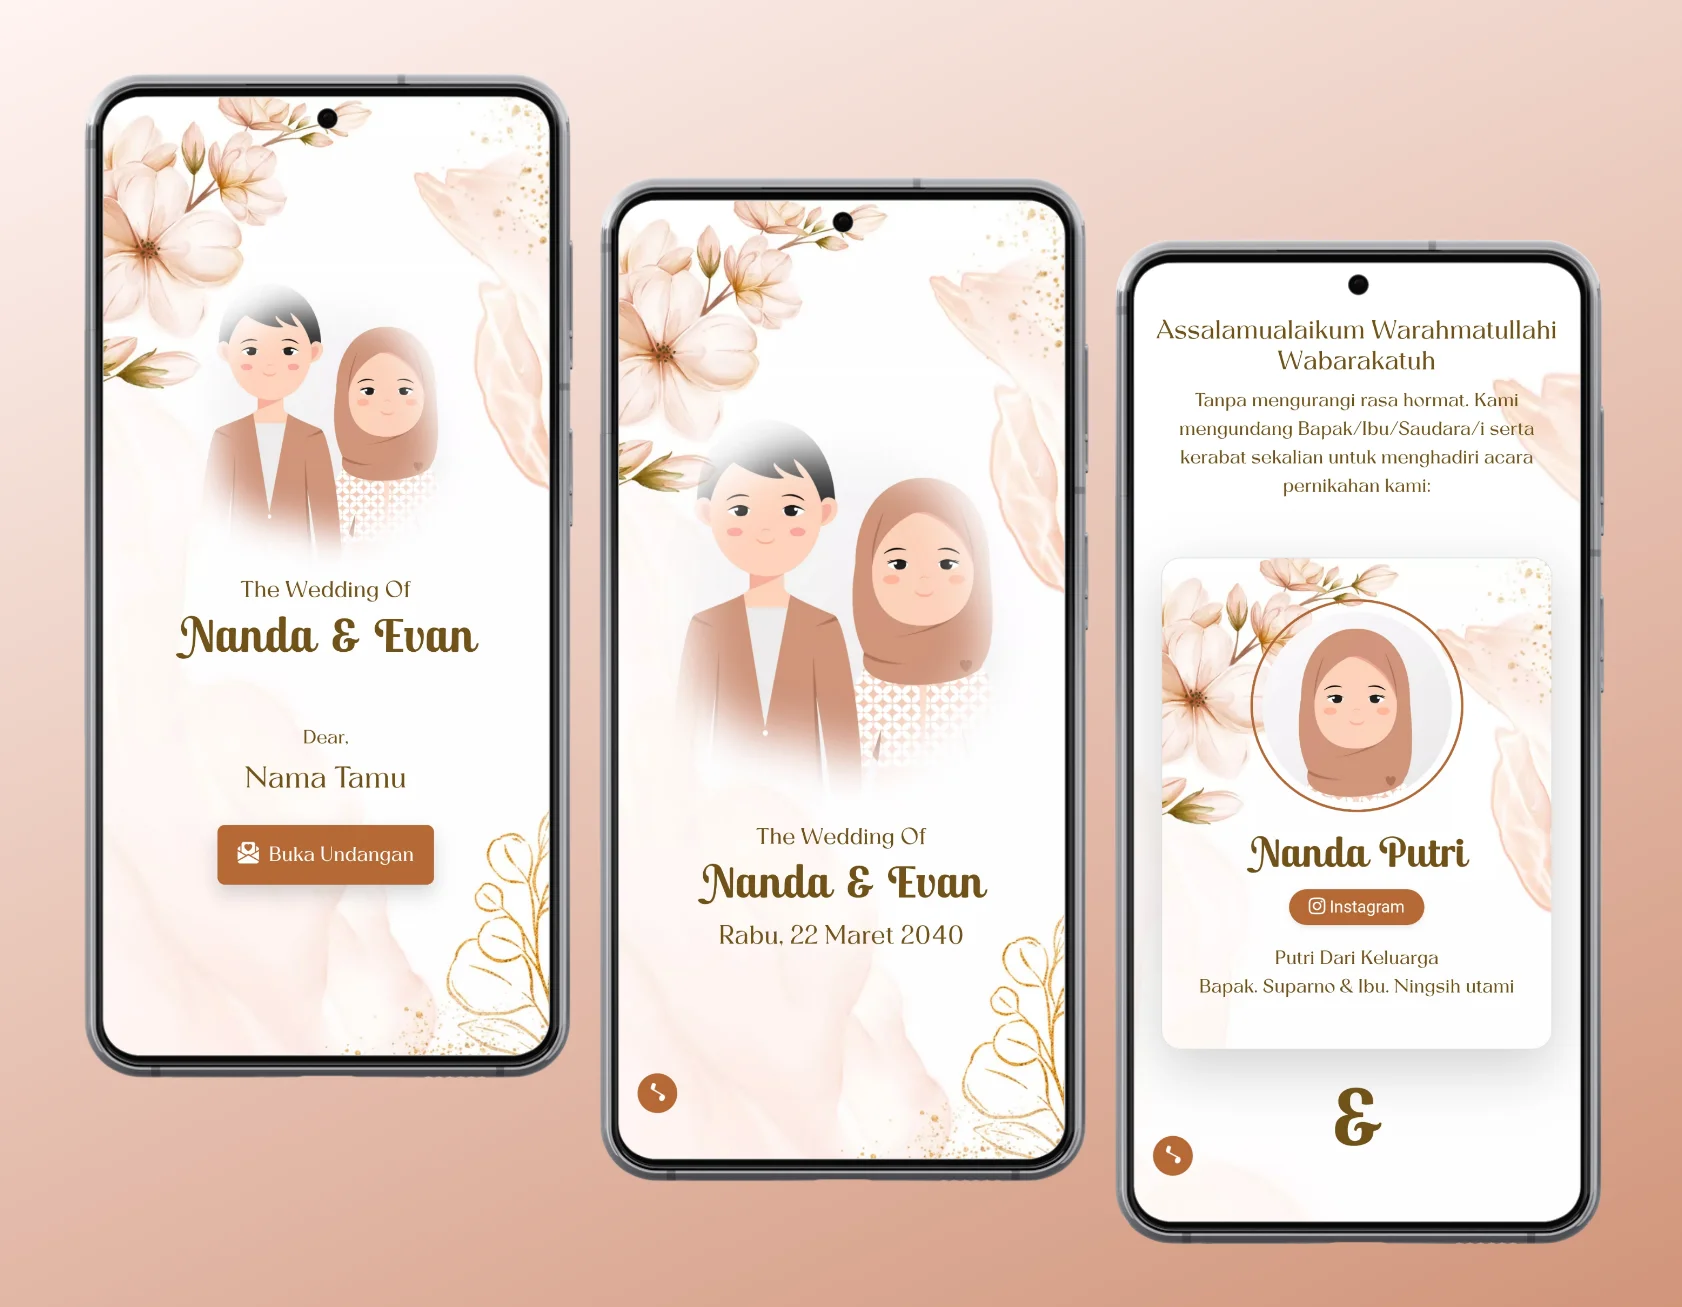 The Wedding Of
Nanda & Evan
Dear,
Nama Tamu
Buka Undangan
The Wedding Of
Nanda & Evan
Rabu, 22 Maret 2040
Assalamualaikum Warahmatullahi
Wabarakatuh
Tanpa mengurangi rasa hormat. Kami
mengundang Bapak/Ibu/Saudara/i serta
kerabat sekalian untuk menghadiri acara
pernikahan kami:
Nanda Putri
Instagram
Putri Dari Keluarga
Bapak. Suparno & Ibu. Ningsih utami
&